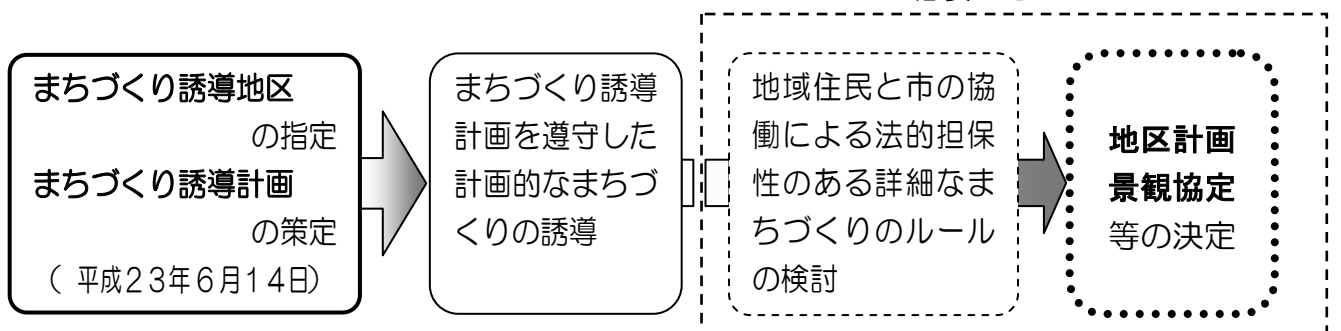 まちづくり誘導地区
の指定
まちづくり誘導計画
の策定
（ 平成２３年６月１４日）
まちづくり誘導
計画を遵守した
計画的なまちづ
くりの誘導
地域住民と市の協
働による法的担保
性のある詳細なま
ちづくりのルール
の検討
地区計画
景観協定
等の決定